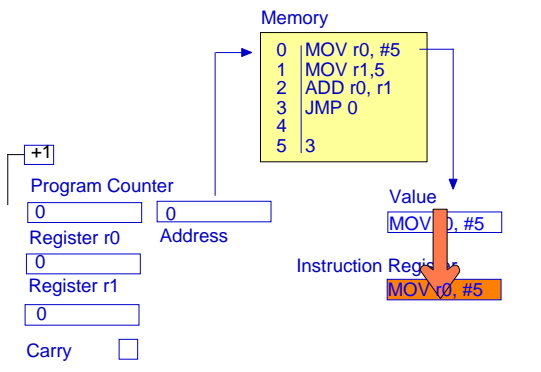 Memory
0 MOV r0, #5
1 MOV r1,5
2 ADD r0, r1
3 JMP 0
4
5 3
+1
Program Counter
0
0
Address
Register r0
0
Register r1
0
Carry
Value
MOV r0, #5
Instruction Register
MOV r0, #5